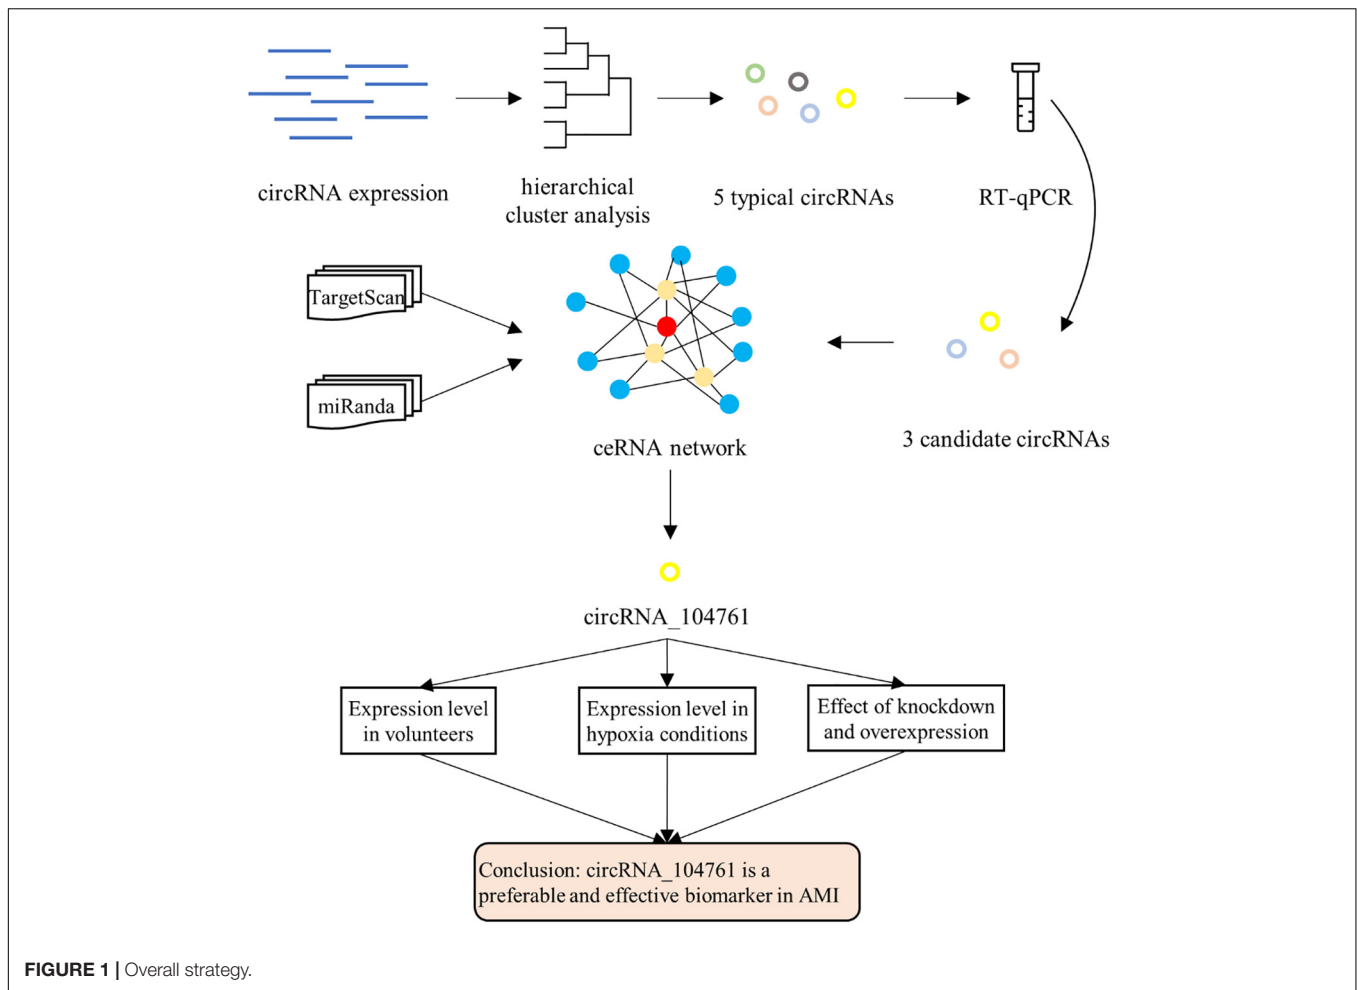 circRNA expression
hierarchical
cluster analysis
5 typical circRNAs
RT-qPCR
TargetScan
miRanda
ceRNA network
3 candidate circRNAs
circRNA_104761
Expression level
in volunteers
Expression level in
hypoxia conditions
Effect of knockdown
and overexpression
Conclusion: circRNA_104761 is a
preferable and effective biomarker in AMI
FIGURE 1 | Overall strategy.